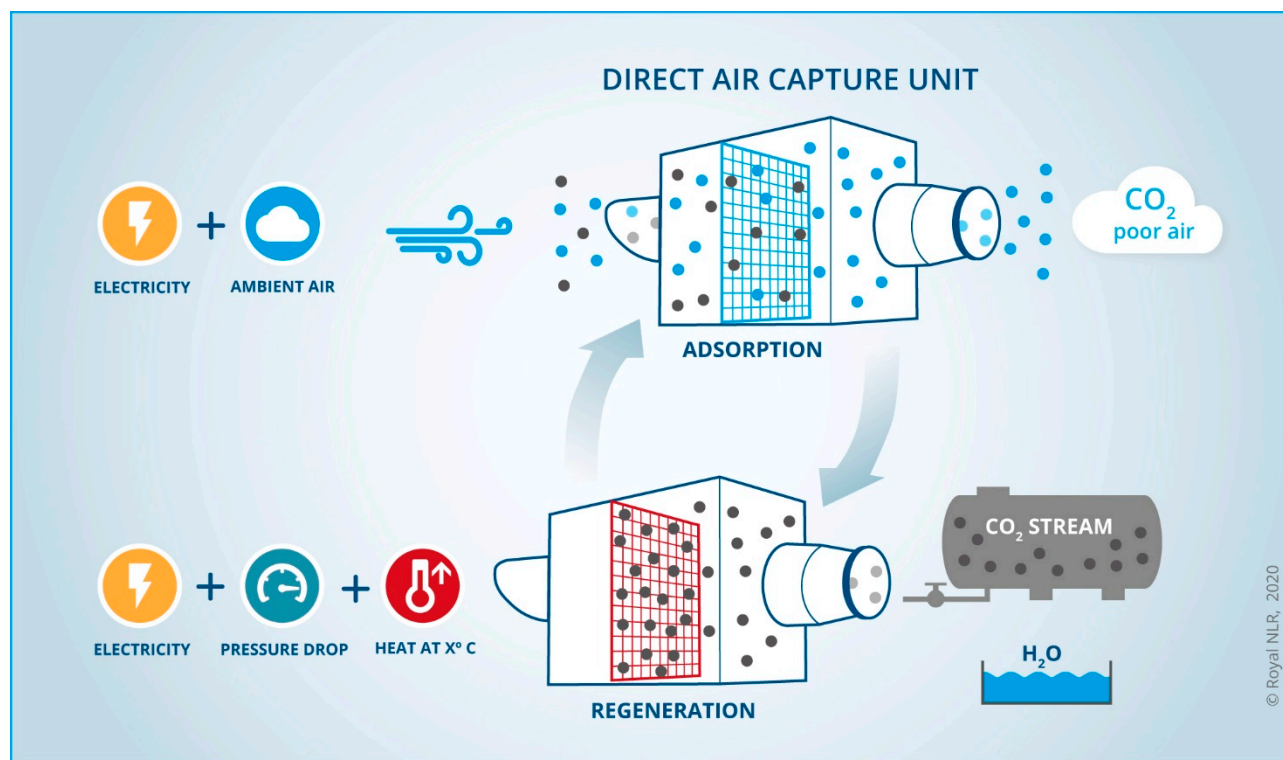 DIRECT AIR CAPTURE UNIT
ELECTRICITY
AMBIENT AIR
CO₂
poor air
ADSORPTION
ELECTRICITY
PRESSURE DROP
HEAT AT Xº C
CO₂ STREAM
H₂O
REGENERATION
© Royal NLR, 2020